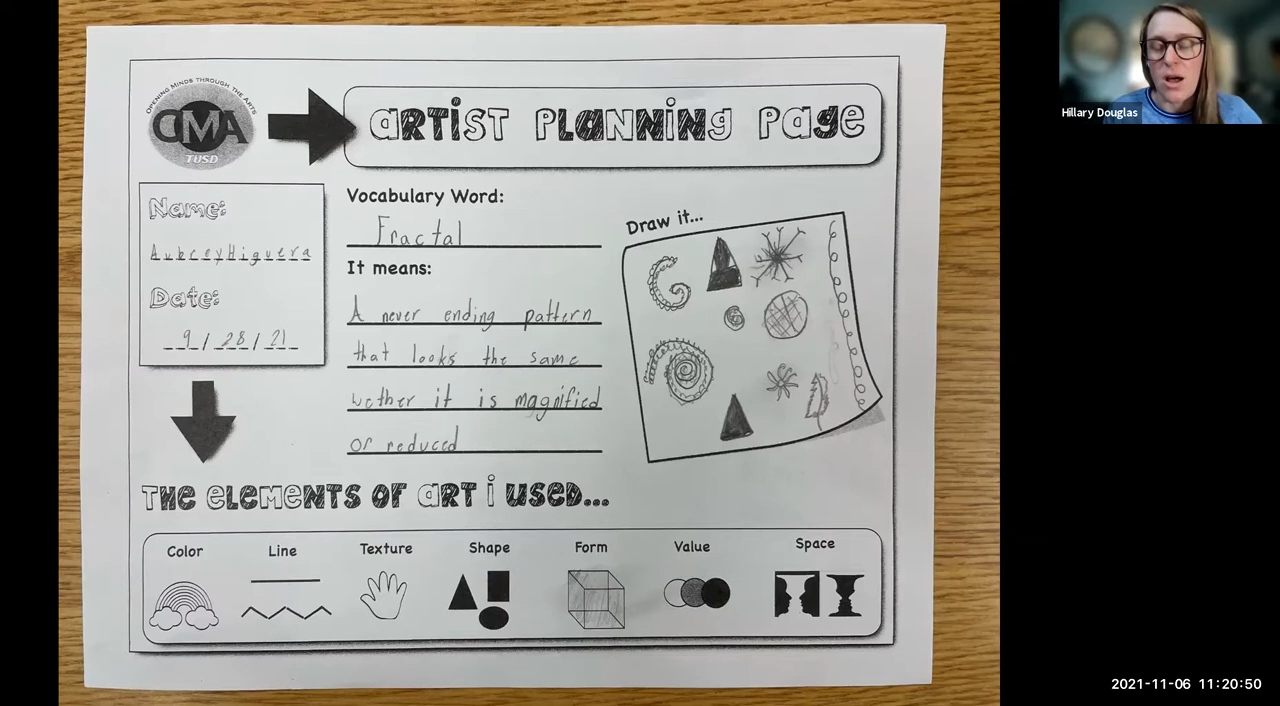 OPENING MINDS THROUGH THE ARTS
OMA
TUSD
ARTiST PLANNiNg Page
Name:
AubreyHiguera
Date:
9/28/21
Vocabulary Word:
Fractal
It means:
A never ending pattern
that looks the same
wether it is magnified
or reduced
Draw it...
THE ELEMENTS OF ART i USED...
Color
Line
Texture
Shape
Form
Value
Space
Hillary Douglas
2021-11-06 11:20:50